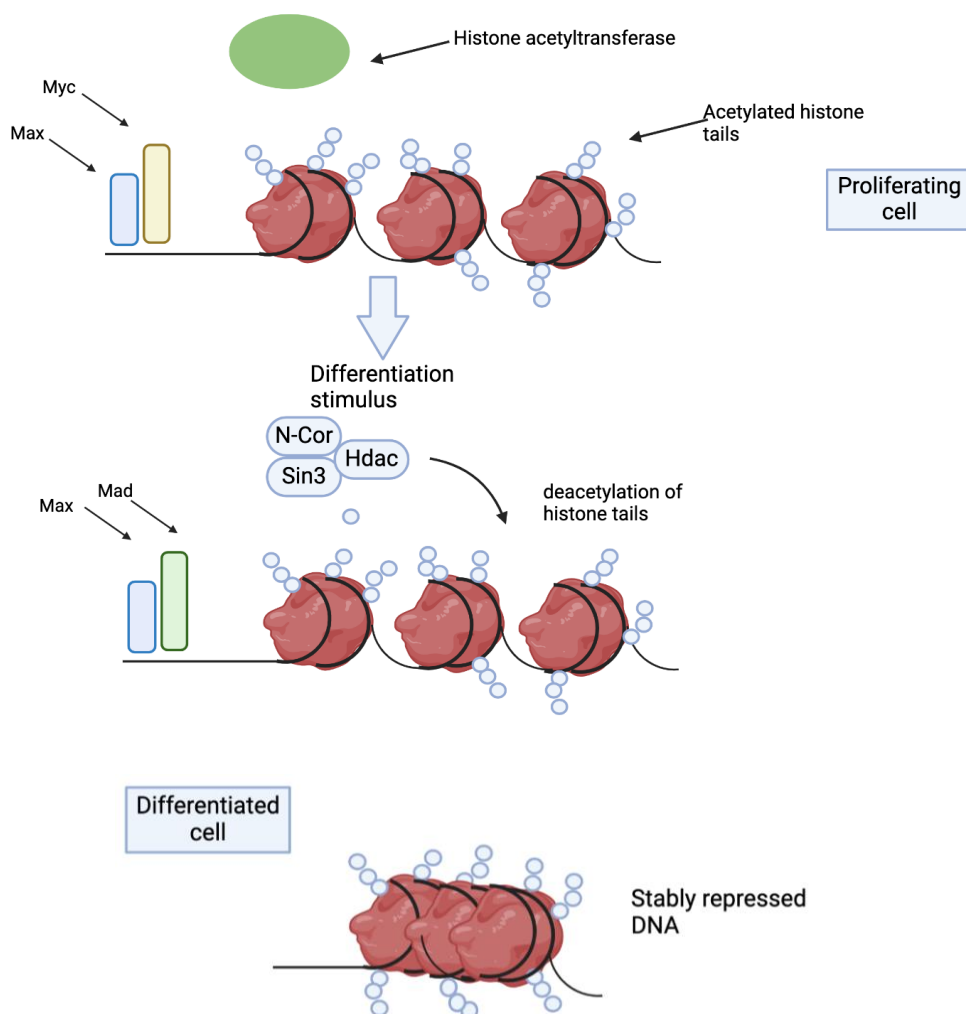 Histone acetyltransferase
Myc
Max
Acetylated histone
tails
Proliferating
cell
Differentiation
stimulus
N-Cor
Hdac
Sin3
Mad
Max
deacetylation of
histone tails
Differentiated
cell
Stably repressed
DNA